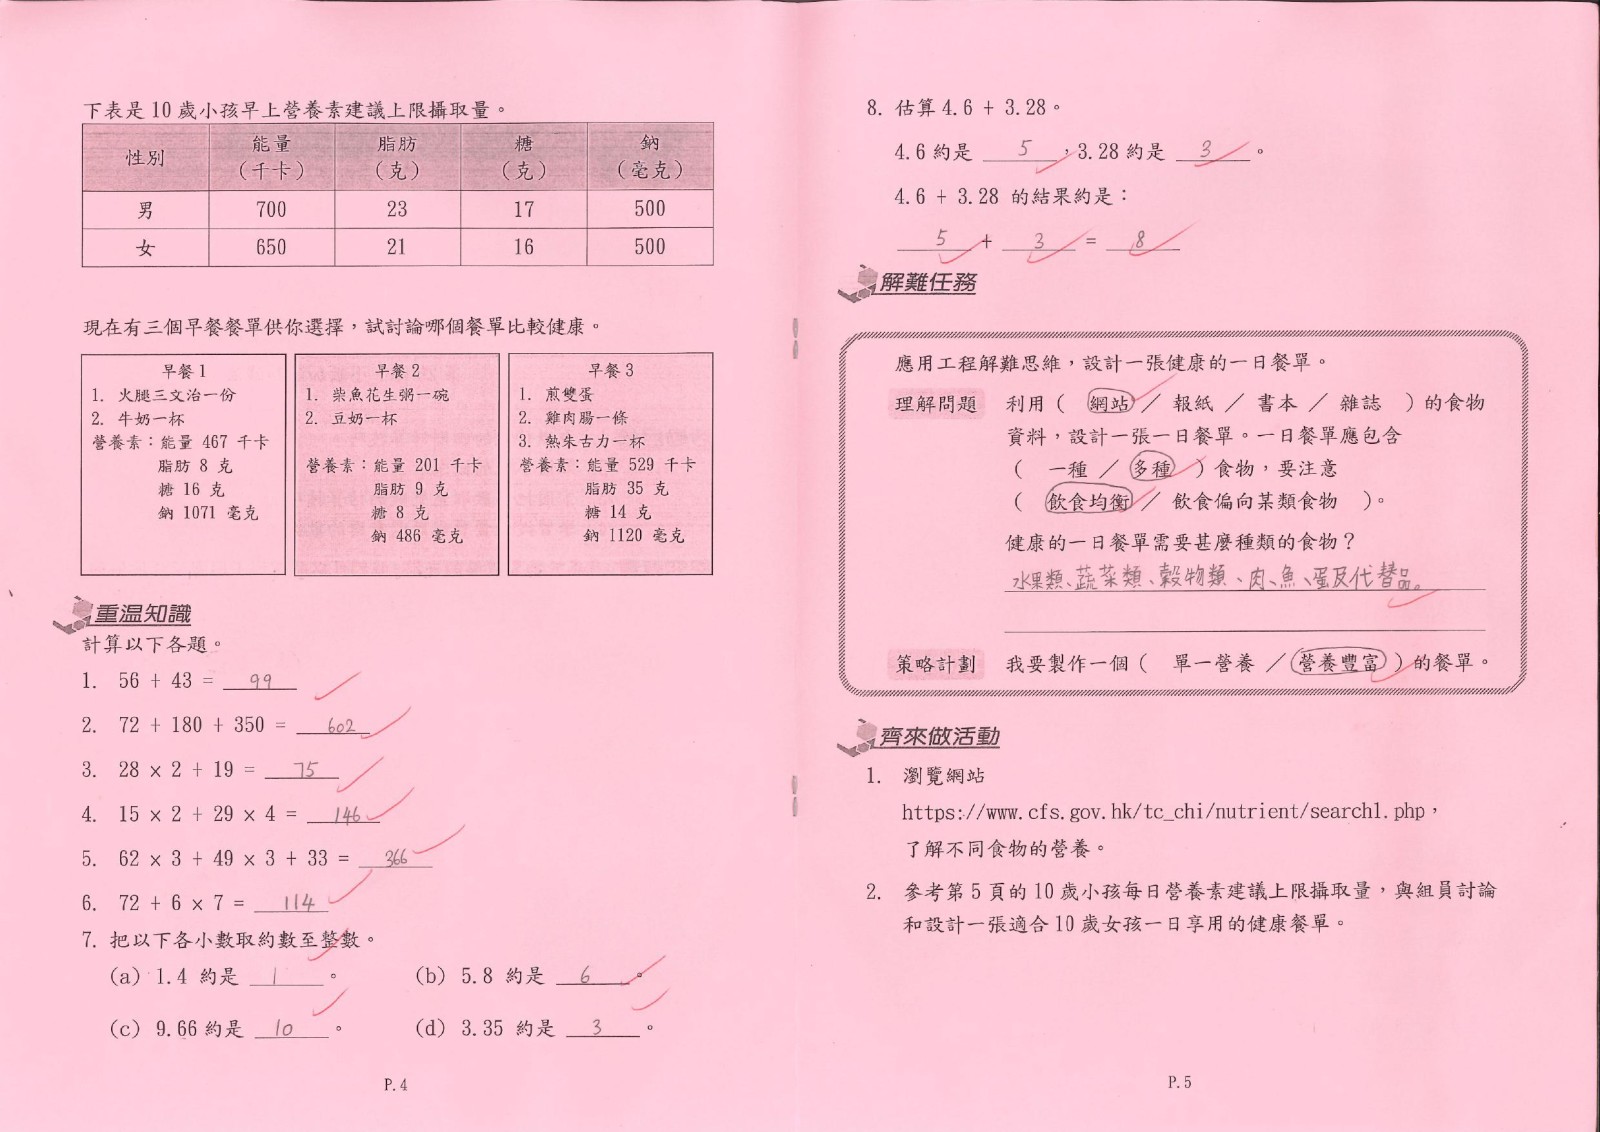 下表是 10 歲小孩早上營養素建議上限攝取量。
性別 能量（千卡） 脂肪（克） 糖（克） 鈉（毫克）
男 700 23 17 500
女 650 21 16 500
現在有三個早餐餐單供你選擇，試討論哪個餐單比較健康。
早餐 1
1. 火腿三文治一份
2. 牛奶一杯
營養素：能量 467 千卡
脂肪 8 克
糖 16 克
鈉 1071 毫克
早餐 2
1. 柴魚花生粥一碗
2. 豆奶一杯
營養素：能量 201 千卡
脂肪 9 克
糖 8 克
鈉 486 毫克
早餐 3
1. 煎雙蛋
2. 雞肉腸一條
3. 熱朱古力一杯
營養素：能量 529 千卡
脂肪 35 克
糖 14 克
鈉 1120 毫克
重溫知識
計算以下各題。
1. 56 + 43 = 99
2. 72 + 180 + 350 = 602
3. 28 × 2 + 19 = 75
4. 15 × 2 + 29 × 4 = 146
5. 62 × 3 + 49 × 3 + 33 = 366
6. 72 + 6 × 7 = 114
7. 把以下各小數取約數至整數。
(a) 1.4 約是 1 。 (b) 5.8 約是 6 。
(c) 9.66 約是 10 。 (d) 3.35 約是 3 。
P.4
8. 估算 4.6 + 3.28。
4.6 約是 5 ，3.28 約是 3 。
4.6 + 3.28 的結果約是：
5 + 3 = 8
解難任務
應用工程解難思維，設計一張健康的一日餐單。
理解問題 利用（ 網站 ／ 報紙 ／ 書本 ／ 雜誌 ）的食物
資料，設計一張一日餐單。一日餐單應包含
（ 一種 ／ 多種 ）食物，要注意
（ 飲食均衡 ／ 飲食偏向某類食物 ）。
健康的一日餐單需要甚麼種類的食物？
水果類、蔬菜類、穀物類、肉、魚、蛋及代替品。
策略計劃 我要製作一個（ 單一營養 ／ 營養豐富 ）的餐單。
齊來做活動
1. 瀏覽網站
https://www.cfs.gov.hk/tc_chi/nutrient/search1.php，
了解不同食物的營養。
2. 參考第 5 頁的 10 歲小孩每日營養素建議上限攝取量，與組員討論
和設計一張適合 10 歲女孩一日享用的健康餐單。
P.5